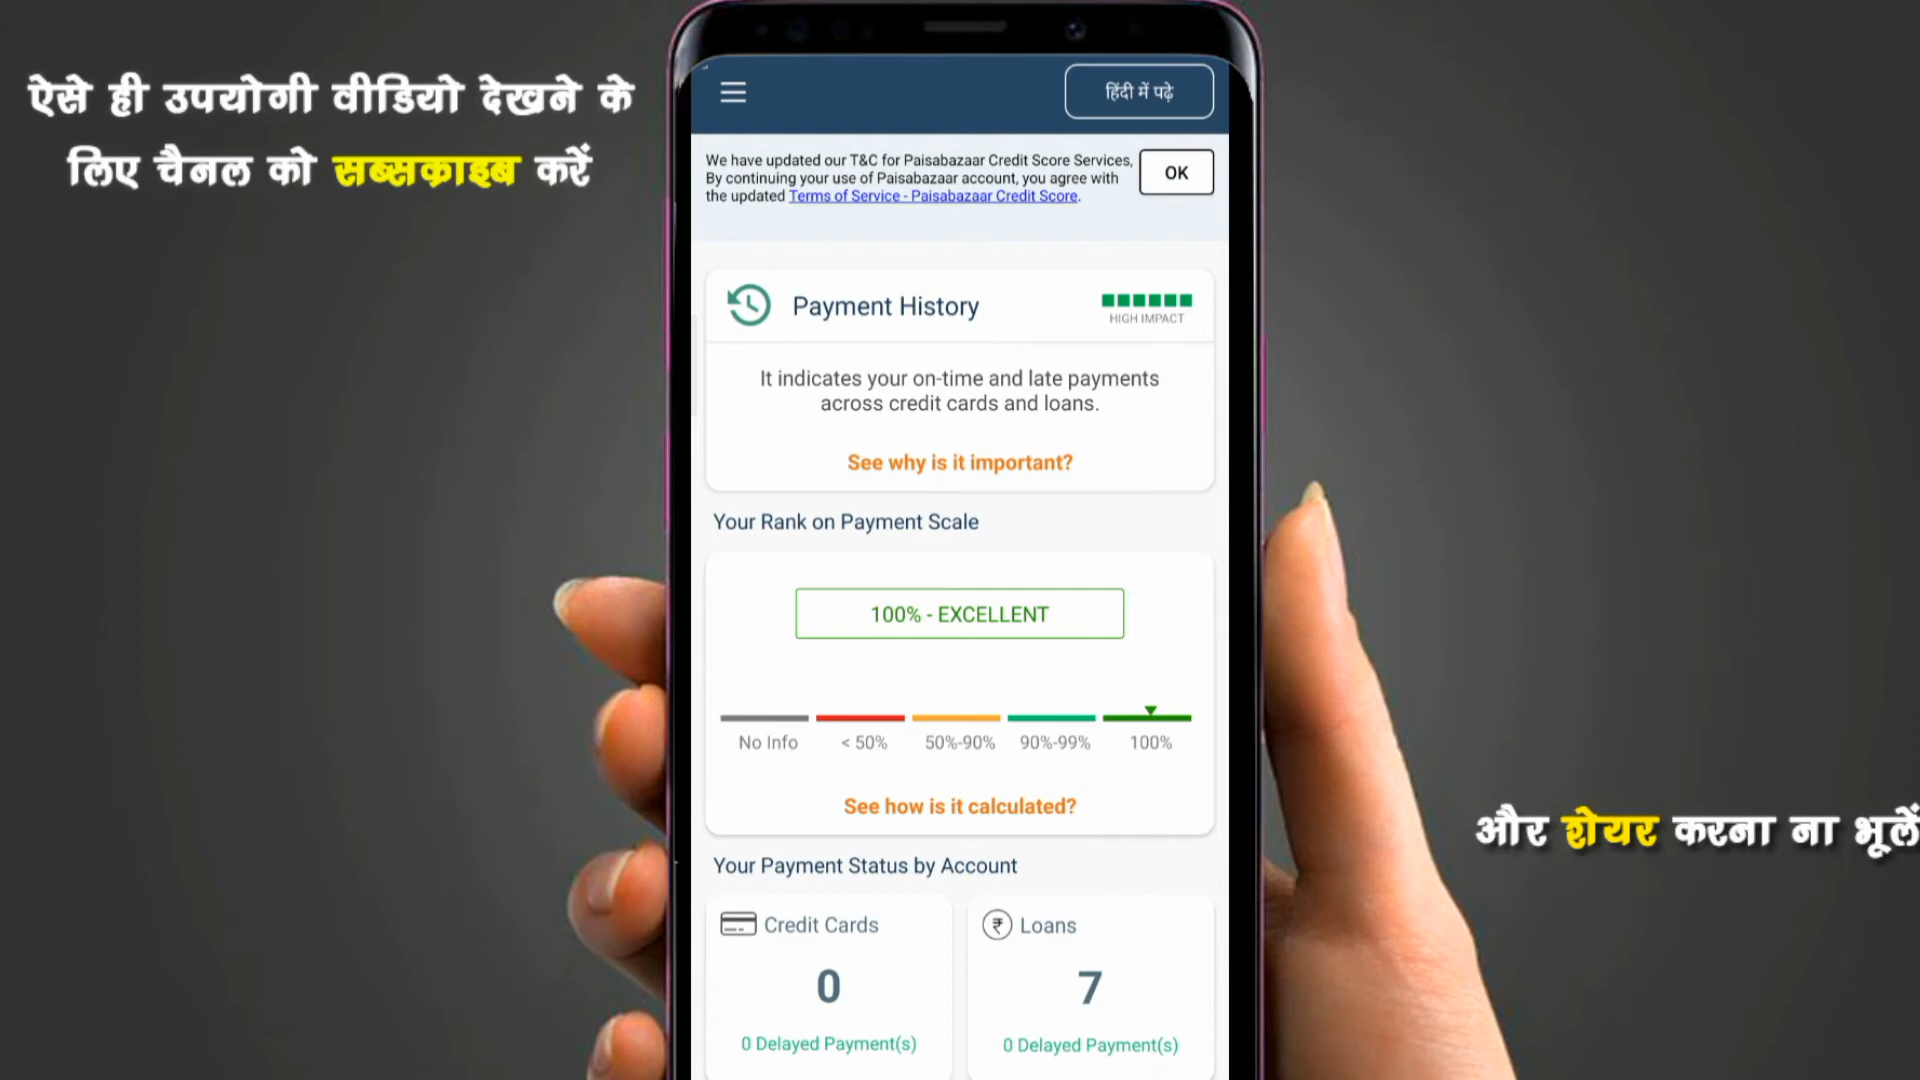 ऐसे ही उपयोगी वीडियो देखने के
लिए चैनल को सब्सक्राइब करें
हिंदी में पढ़े
We have updated our T&C for Paisabazaar Credit Score Services,
By continuing your use of Paisabazaar account, you agree with
the updated Terms of Service - Paisabazaar Credit Score.
OK
Payment History
HIGH IMPACT
It indicates your on-time and late payments
across credit cards and loans.
See why is it important?
Your Rank on Payment Scale
100% - EXCELLENT
No Info < 50% 50%-90% 90%-99% 100%
See how is it calculated?
और शेयर करना ना भूलें
Your Payment Status by Account
Credit Cards
0
0 Delayed Payment(s)
Loans
7
0 Delayed Payment(s)